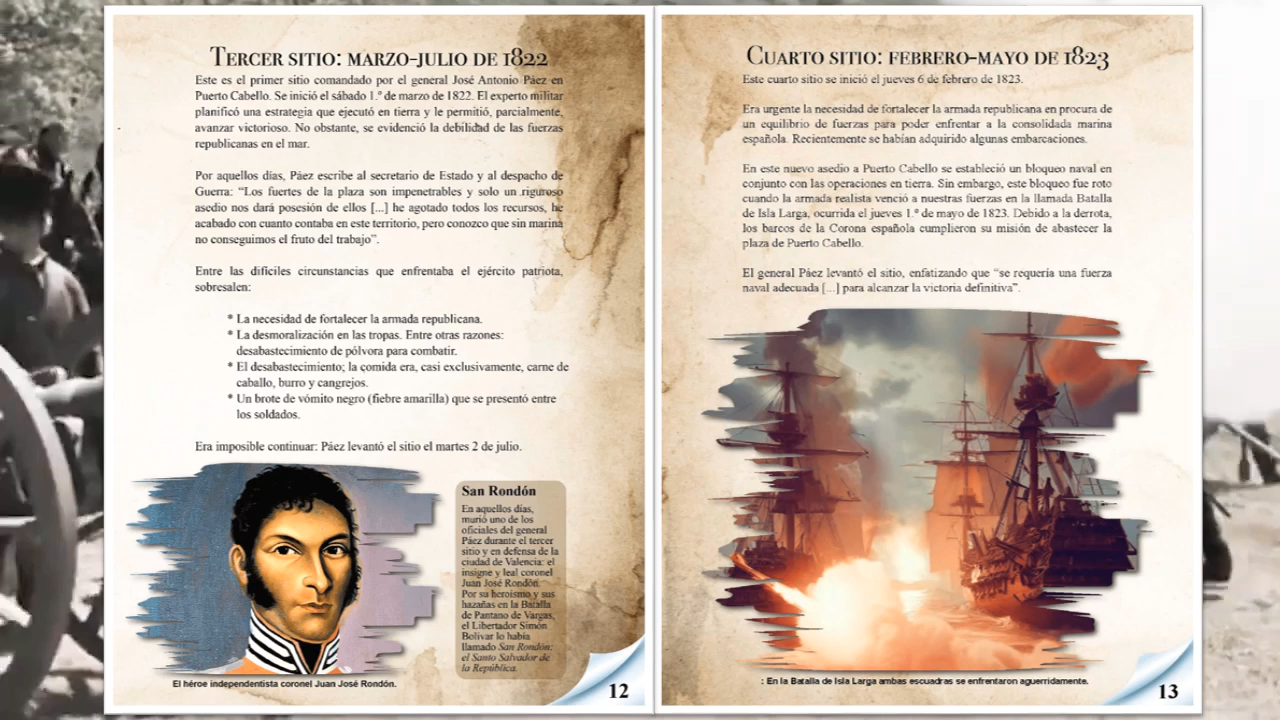 Tercer sitio: marzo-julio de 1822
Este es el primer sitio comandado por el general José Antonio Páez en
Puerto Cabello. Se inició el sábado 1.º de marzo de 1822. El experto militar
planificó una estrategia que ejecutó en tierra y le permitió, parcialmente,
avanzar victorioso. No obstante, se evidenció la debilidad de las fuerzas
republicanas en el mar.
Por aquellos días, Páez escribe al secretario de Estado y al despacho de
Guerra: “Los fuertes de la plaza son impenetrables y solo un riguroso
asedio nos dará posesión de ellos [...] he agotado todos los recursos, he
acabado con cuanto contaba en este territorio, pero conozco que sin marina
no conseguimos el fruto del trabajo”.
Entre las difíciles circunstancias que enfrentaba el ejército patriota,
sobresalen:
* La necesidad de fortalecer la armada republicana.
* La desmoralización en las tropas. Entre otras razones:
desabastecimiento de pólvora para combatir.
* El desabastecimiento; la comida era, casi exclusivamente, carne de
caballo, burro y cangrejos.
* Un brote de vómito negro (fiebre amarilla) que se presentó entre
los soldados.
Era imposible continuar: Páez levantó el sitio el martes 2 de julio.
San Rondón
En aquellos días,
murió uno de los
oficiales del general
Páez durante el tercer
sitio y en defensa de la
ciudad de Valencia: el
insigne y leal coronel
Juan José Rondón.
Por su heroísmo y sus
hazañas en la Batalla
de Pantano de Vargas,
el Libertador Simón
Bolívar lo había
llamado San Rondón:
el Santo Salvador de
la República.
El héroe independentista coronel Juan José Rondón.
12
Cuarto sitio: febrero-mayo de 1823
Este cuarto sitio se inició el jueves 6 de febrero de 1823.
Era urgente la necesidad de fortalecer la armada republicana en procura de
un equilibrio de fuerzas para poder enfrentar a la consolidada marina
española. Recientemente se habían adquirido algunas embarcaciones.
En este nuevo asedio a Puerto Cabello se estableció un bloqueo naval en
conjunto con las operaciones en tierra. Sin embargo, este bloqueo fue roto
cuando la armada realista venció a nuestras fuerzas en la llamada Batalla
de Isla Larga, ocurrida el jueves 1.º de mayo de 1823. Debido a la derrota,
los barcos de la Corona española cumplieron su misión de abastecer la
plaza de Puerto Cabello.
El general Páez levantó el sitio, enfatizando que “se requería una fuerza
naval adecuada [...] para alcanzar la victoria definitiva”.
: En la Batalla de Isla Larga ambas escuadras se enfrentaron aguerridamente.
13